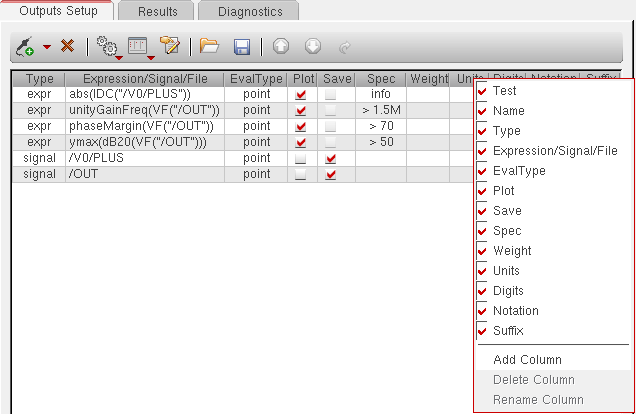 Outputs Setup Results Diagnostics
Type Expression/Signal/File EvalType Plot Save Spec Weight Units Digits Notation Suffix
expr abs(IDC("/V0/PLUS")) point info
expr unityGainFreq(VF("/OUT")) point > 1.5M
expr phaseMargin(VF("/OUT")) point > 70
expr ymax(dB20(VF("/OUT"))) point > 50
signal /V0/PLUS point
signal /OUT point
Test
Name
Type
Expression/Signal/File
EvalType
Plot
Save
Spec
Weight
Units
Digits
Notation
Suffix
Add Column
Delete Column
Rename Column